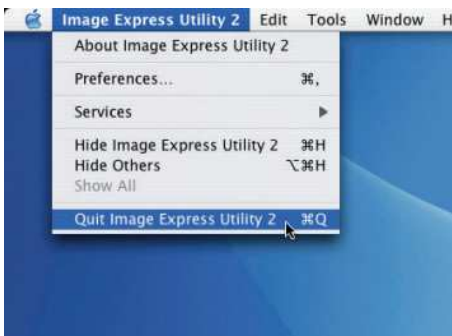 Image Express Utility 2 Edit Tools Window H
About Image Express Utility 2
Preferences... ⌘,
Services ▶
Hide Image Express Utility 2 ⌘H
Hide Others ⌥⌘H
Show All
Quit Image Express Utility 2 ⌘Q